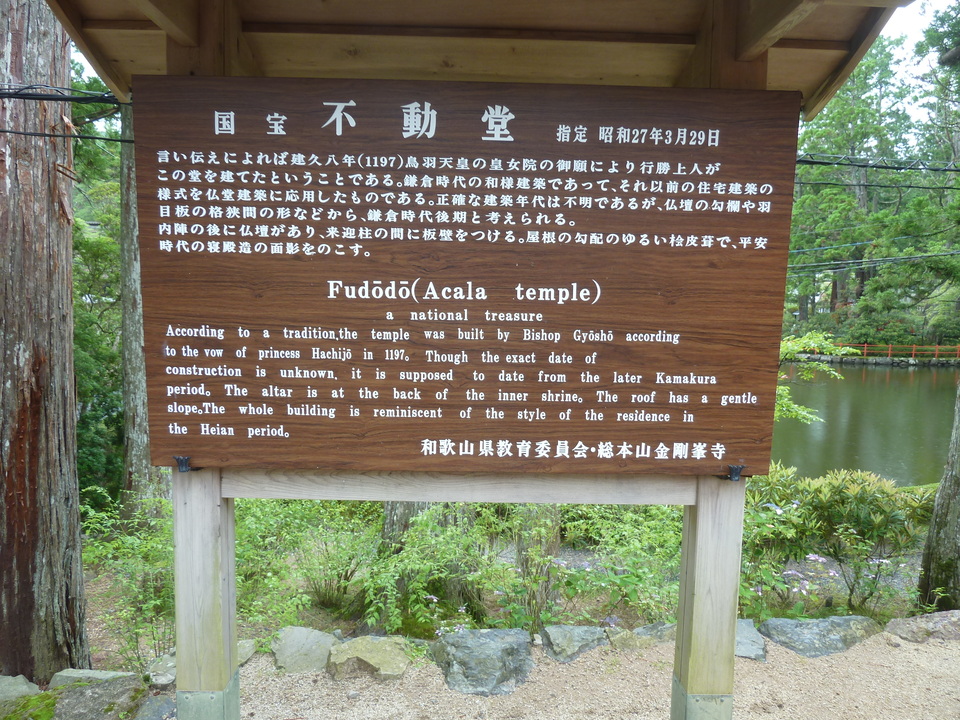 国宝 不動堂 指定 昭和27年3月29日
言い伝えによれば建久八年(1197)鳥羽天皇の皇女院の御願により行勝上人が
この堂を建てたということである。鎌倉時代の和様建築であって、それ以前の住宅建築の
様式を仏堂建築に応用したものである。正確な建築年代は不明であるが、仏壇の勾欄や羽
目板の格狭間の形などから、鎌倉時代後期と考えられる。
内陣の後に仏壇があり、来迎柱の間に板壁をつける。屋根の勾配のゆるい桧皮葺で、平安
時代の寝殿造の面影をのこす。
Fudōdō(Acala temple)
a national treasure
According to a tradition,the temple was built by Bishop Gyōshō according
to the vow of princess Hachijō in 1197。 Though the exact date of
construction is unknown, it is supposed to date from the later Kamakura
period。 The altar is at the back of the inner shrine。 The roof has a gentle
slope。The whole building is reminiscent of the style of the residence in
the Heian period。
和歌山県教育委員会・総本山金剛峯寺